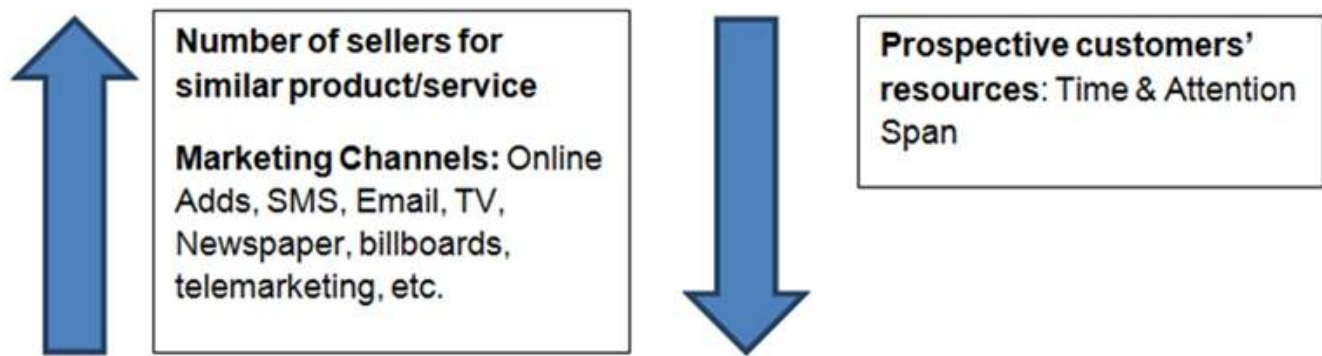 Number of sellers for
similar product/service
Marketing Channels: Online
Adds, SMS, Email, TV,
Newspaper, billboards,
telemarketing, etc.
Prospective customers’
resources: Time & Attention
Span